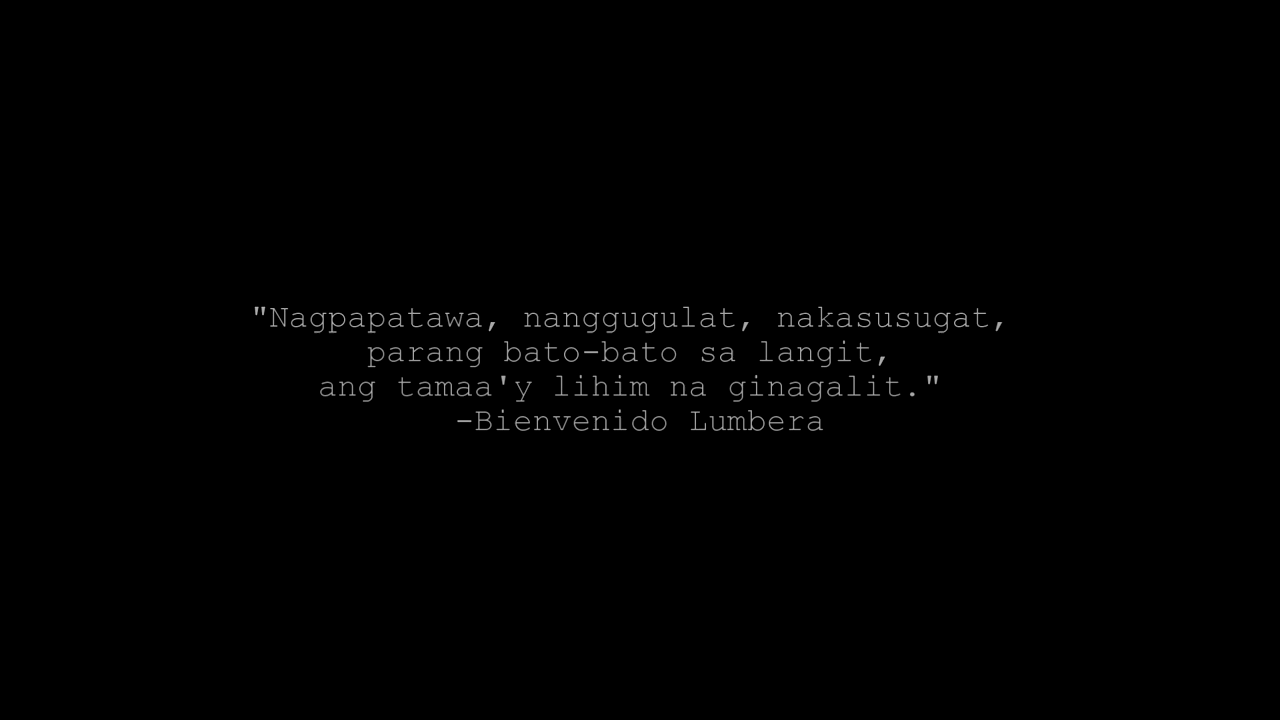 "Nagpapatawa, nanggugulat, nakasusugat,
parang bato-bato sa langit,
ang tamaa'y lihim na ginagalit."
-Bienvenido Lumbera